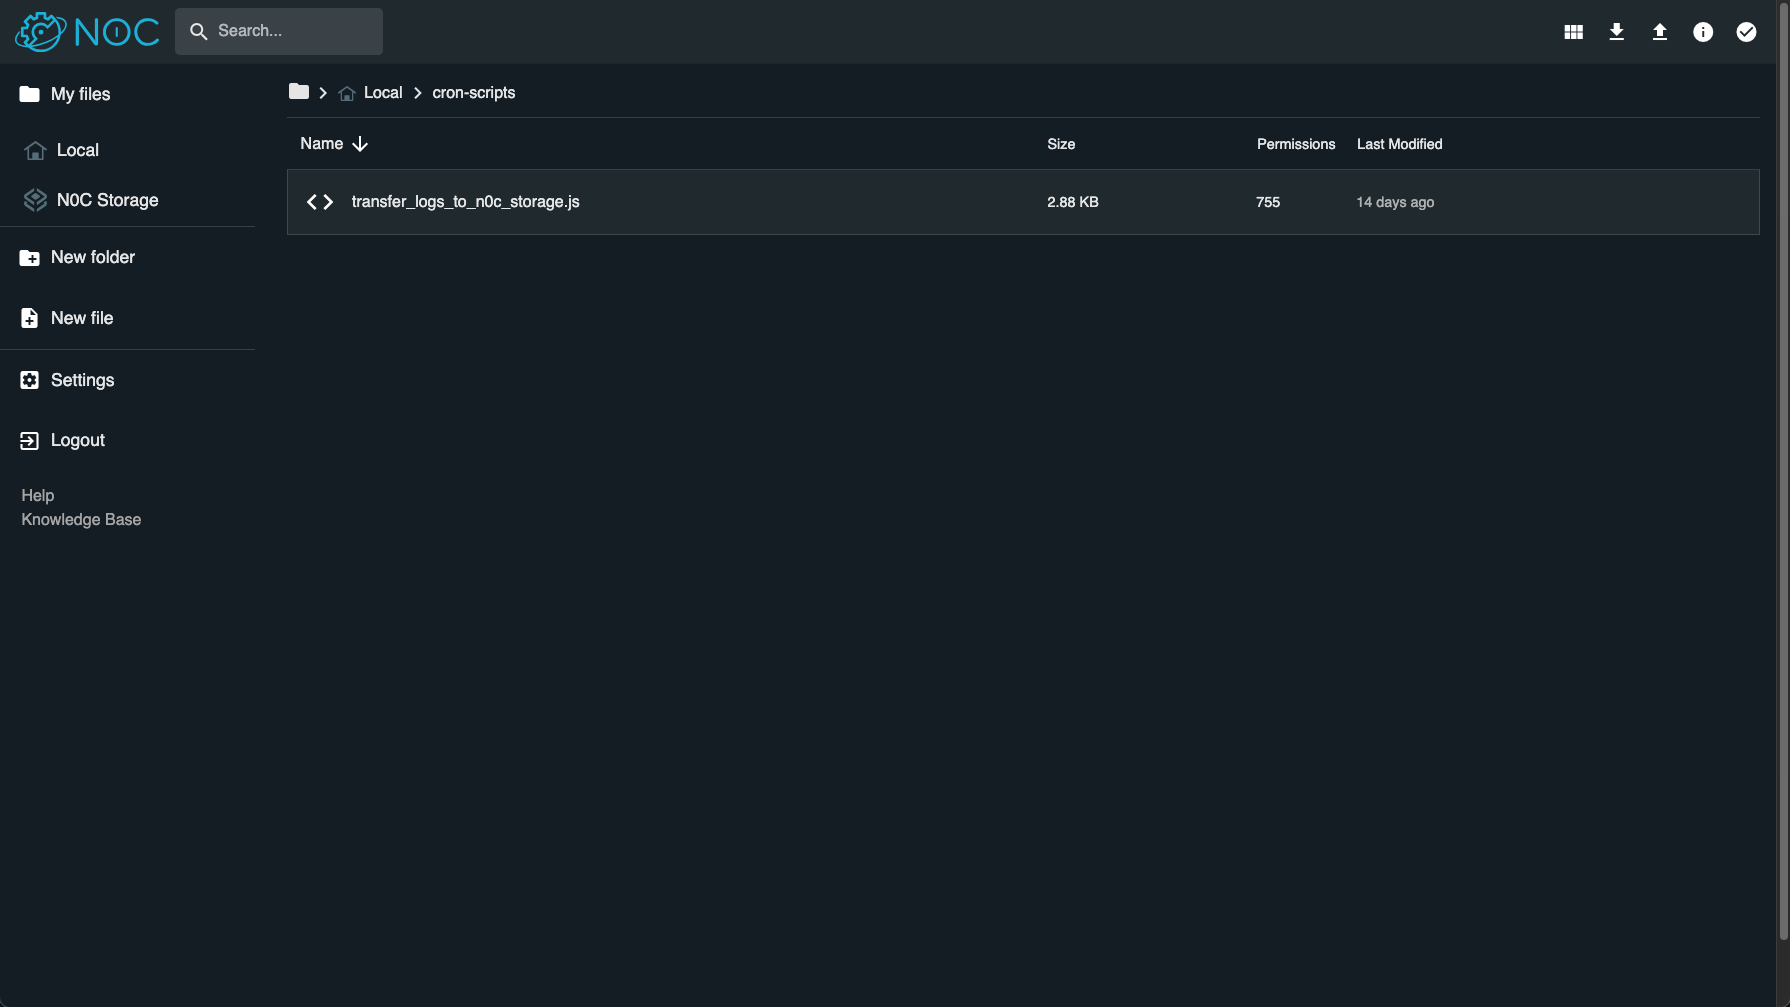 N0C
Search...
My files
Local
N0C Storage
New folder
New file
Settings
Logout
Help
Knowledge Base
Local
cron-scripts
Name
Size
Permissions
Last Modified
transfer_logs_to_n0c_storage.js
2.88 KB
755
14 days ago